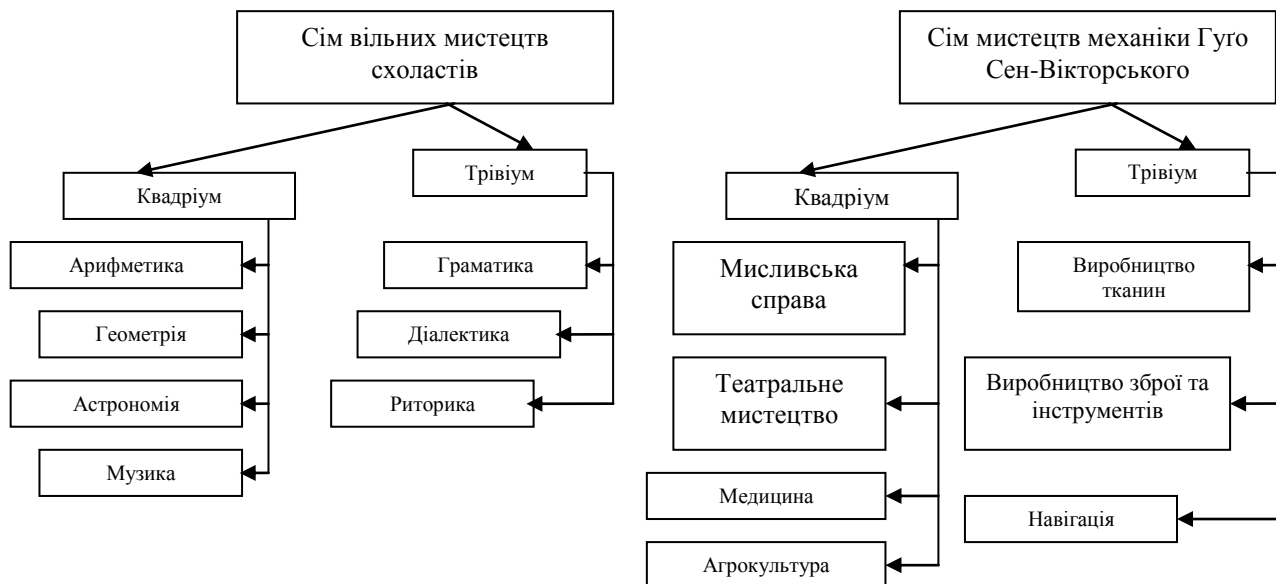 Сім вільних мистецтв
схоластів
Квадріум
Арифметика
Геометрія
Астрономія
Музика
Трівіум
Граматика
Діалектика
Риторика
Сім мистецтв механіки Гуґо
Сен-Вікторського
Квадріум
Мисливська
справа
Театральне
мистецтво
Медицина
Агрокультура
Трівіум
Виробництво
тканин
Виробництво зброї та
інструментів
Навігація